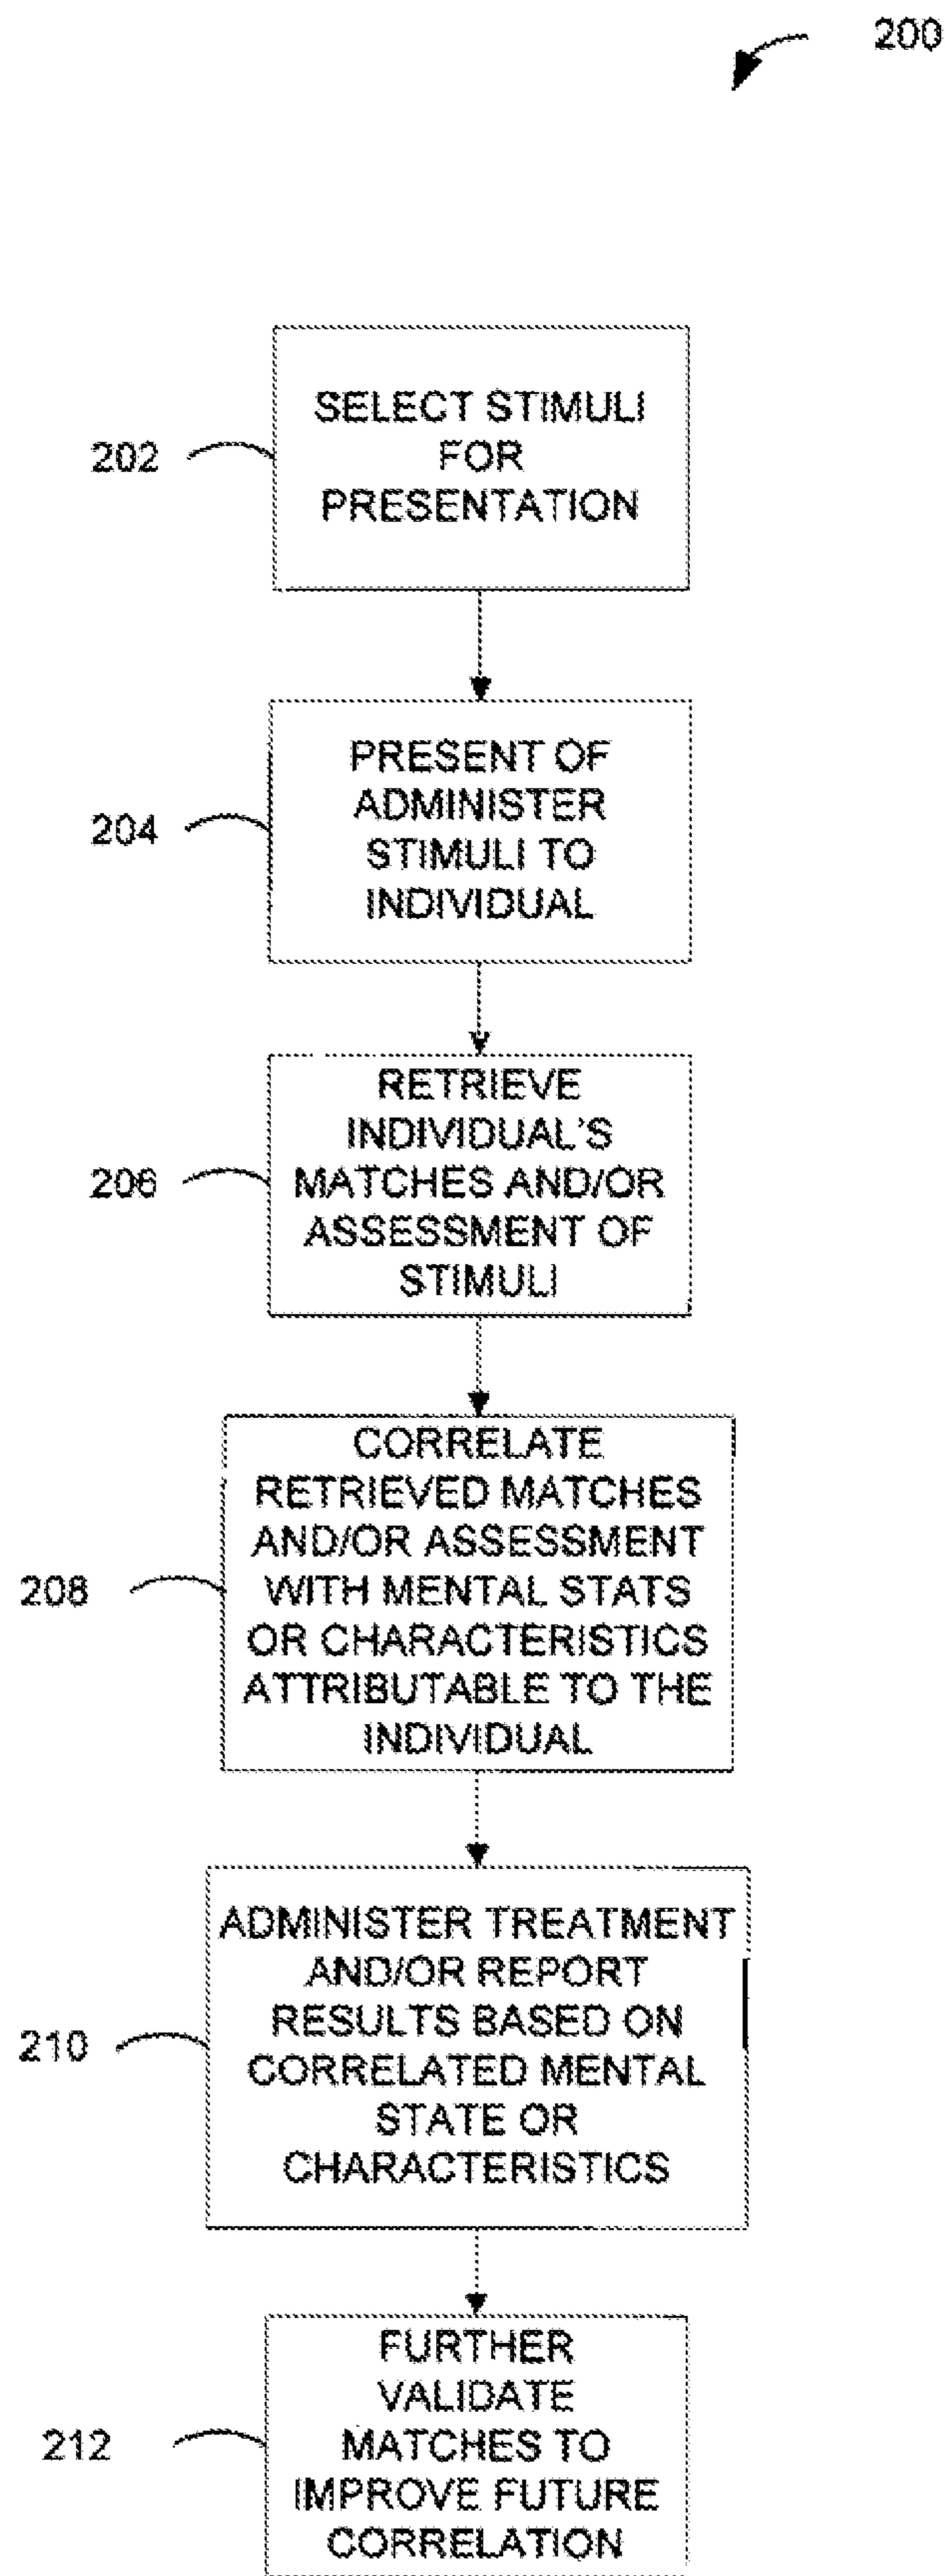 200
SELECT STIMULI
FOR
PRESENTATION
202
PRESENT OF
ADMINISTER
STIMULI TO
INDIVIDUAL
204
RETRIEVE
INDIVIDUAL'S
MATCHES AND/OR
ASSESSMENT OF
STIMULI
206
CORRELATE
RETRIEVED MATCHES
AND/OR ASSESSMENT
WITH MENTAL STATS
OR CHARACTERISTICS
ATTRIBUTABLE TO THE
INDIVIDUAL
208
ADMINISTER TREATMENT
AND/OR REPORT
RESULTS BASED ON
CORRELATED MENTAL
STATE OR
CHARACTERISTICS
210
FURTHER
VALIDATE
MATCHES TO
IMPROVE FUTURE
CORRELATION
212